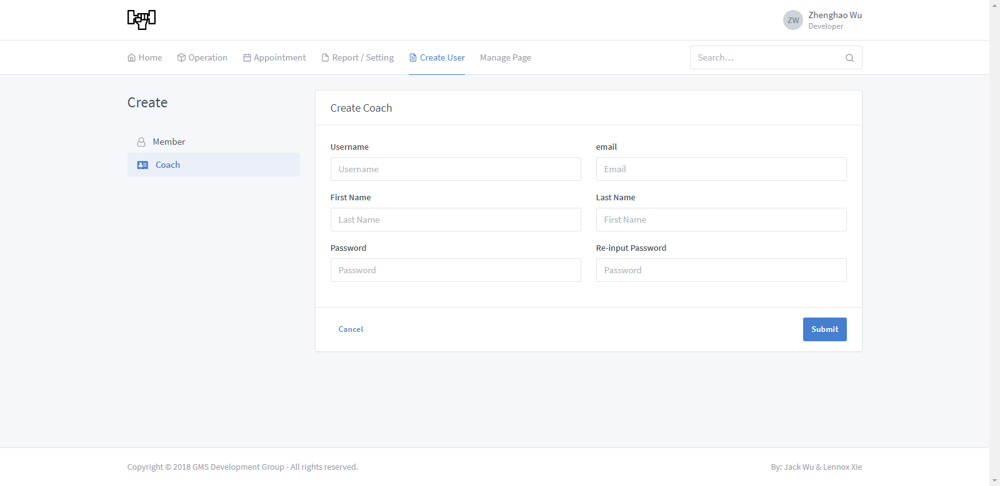 ZW
Zhenghao Wu
Developer
Home
Operation
Appointment
Report / Setting
Create User
Manage Page
Search…
Create
Member
Coach
Create Coach
Username
email
Username
Email
First Name
Last Name
Last Name
First Name
Password
Re-input Password
Password
Password
Cancel
Submit
Copyright © 2018 GMS Development Group - All rights reserved.
By: Jack Wu & Lennox Xie